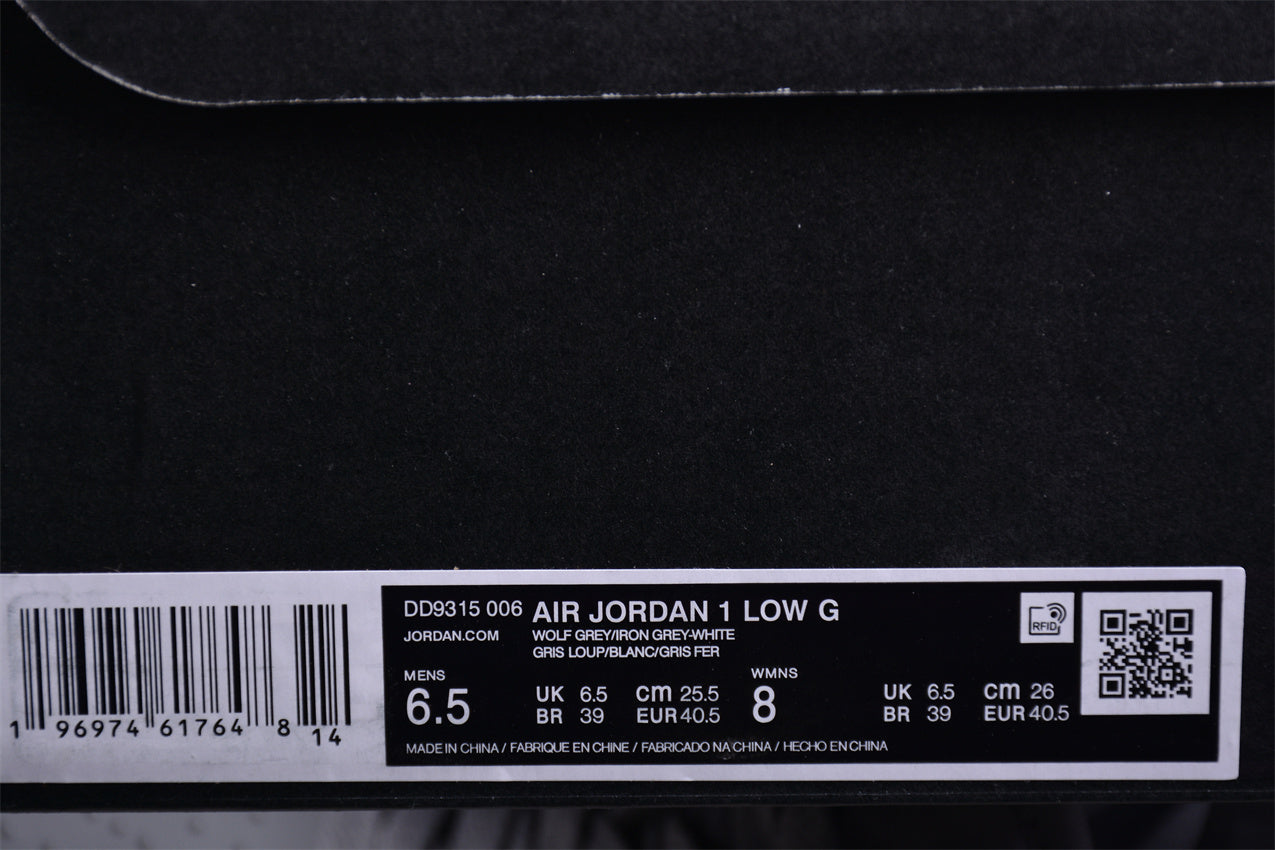 DD9315 006 AIR JORDAN 1 LOW G
JORDAN.COM WOLF GREY/IRON GREY-WHITE
GRIS LOUP/BLANC/GRIS FER
RFID
MENS WMNS
6.5 UK 6.5 cm 25.5 8 UK 6.5 cm 26
BR 39 EUR 40.5 BR 39 EUR 40.5
MADE IN CHINA / FABRIQUE EN CHINE / FABRICADO NA CHINA / HECHO EN CHINA
1 96974 61764 8 14